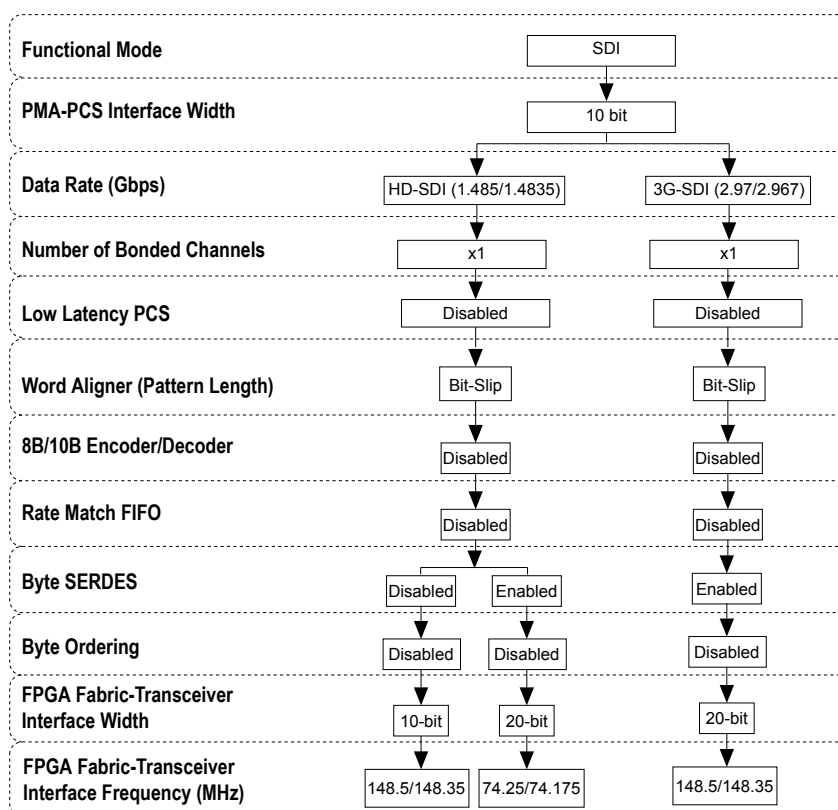 Functional Mode
SDI
PMA-PCS Interface Width
10 bit
Data Rate (Gbps)
HD-SDI (1.485/1.4835)
3G-SDI (2.97/2.967)
Number of Bonded Channels
x1
x1
Low Latency PCS
Disabled
Disabled
Word Aligner (Pattern Length)
Bit-Slip
Bit-Slip
8B/10B Encoder/Decoder
Disabled
Disabled
Rate Match FIFO
Disabled
Disabled
Byte SERDES
Disabled
Enabled
Enabled
Byte Ordering
Disabled
Disabled
Disabled
FPGA Fabric-Transceiver
Interface Width
10-bit
20-bit
20-bit
FPGA Fabric-Transceiver
Interface Frequency (MHz)
148.5/148.35
74.25/74.175
148.5/148.35